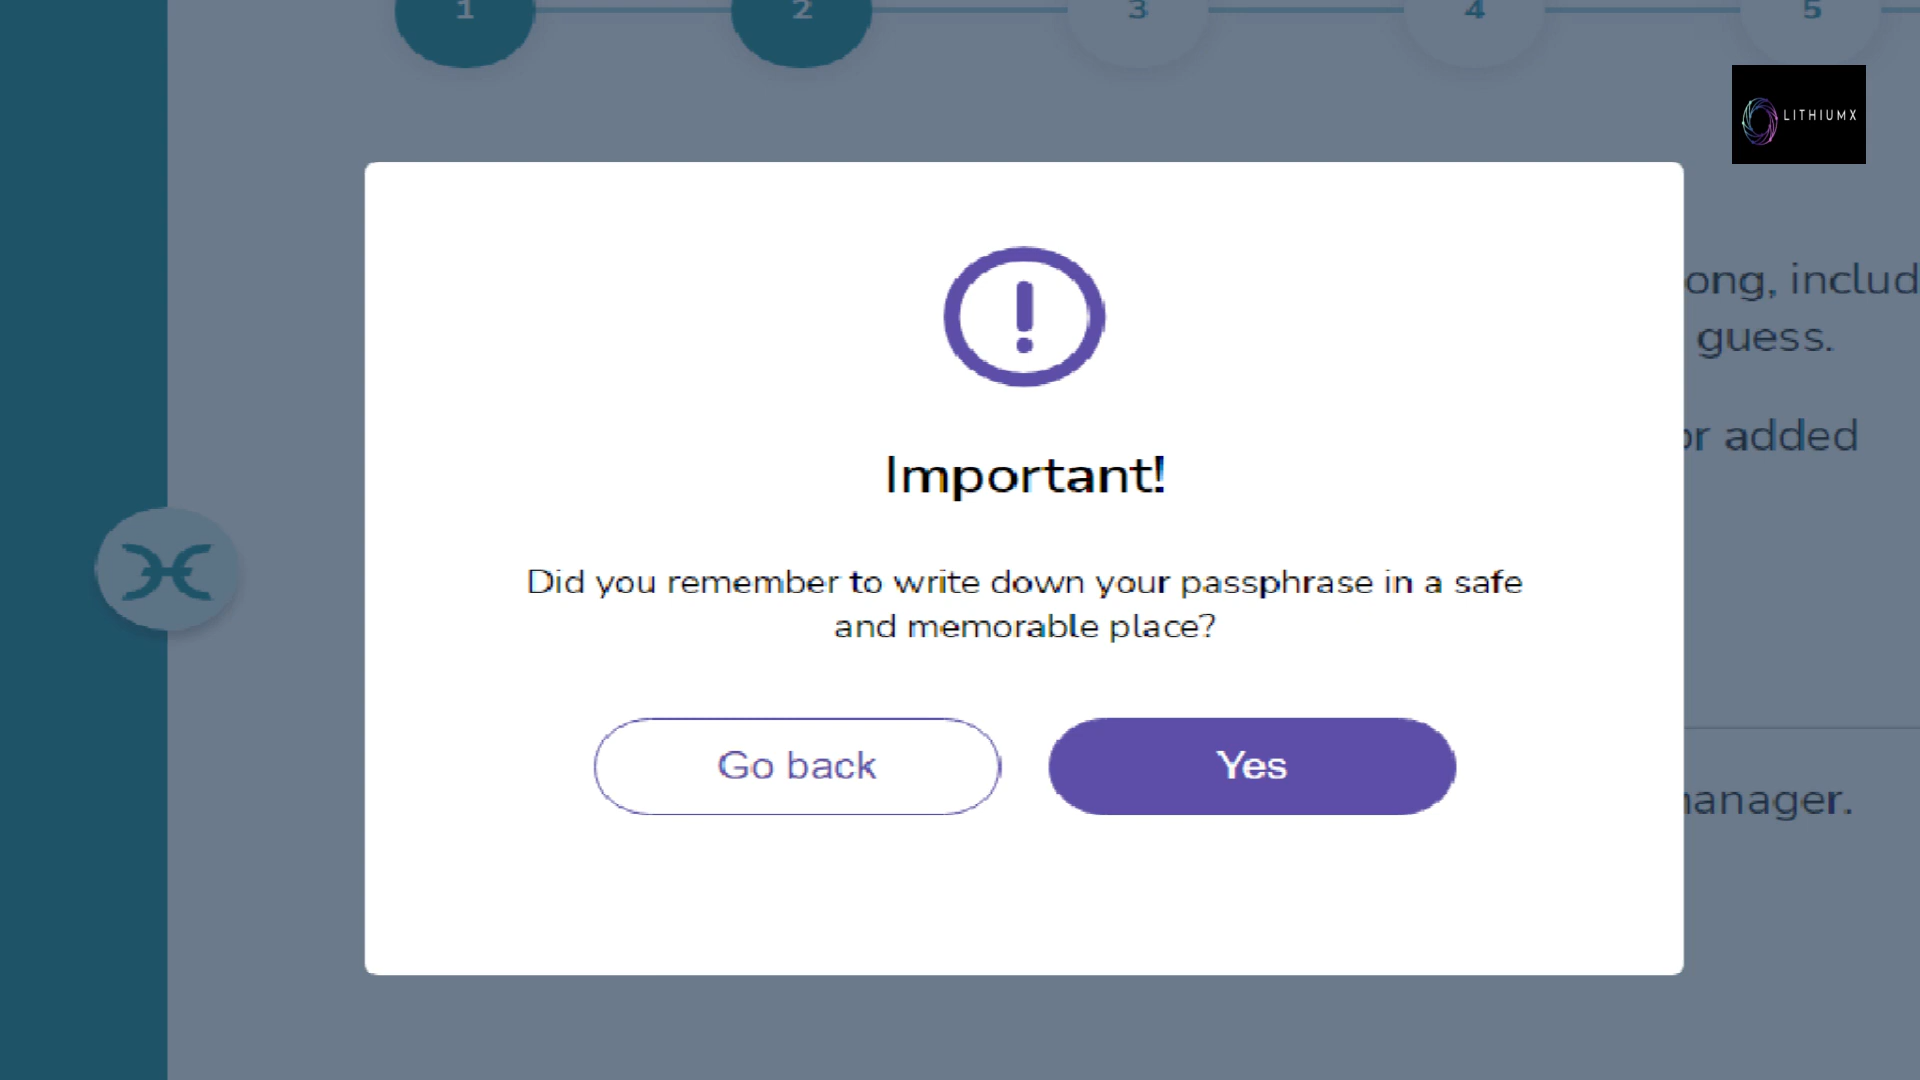 1 2 3 4 5
LITHIUMX
ong, includ
guess.
or added
Important!
Did you remember to write down your passphrase in a safe
and memorable place?
Go back Yes
anager.